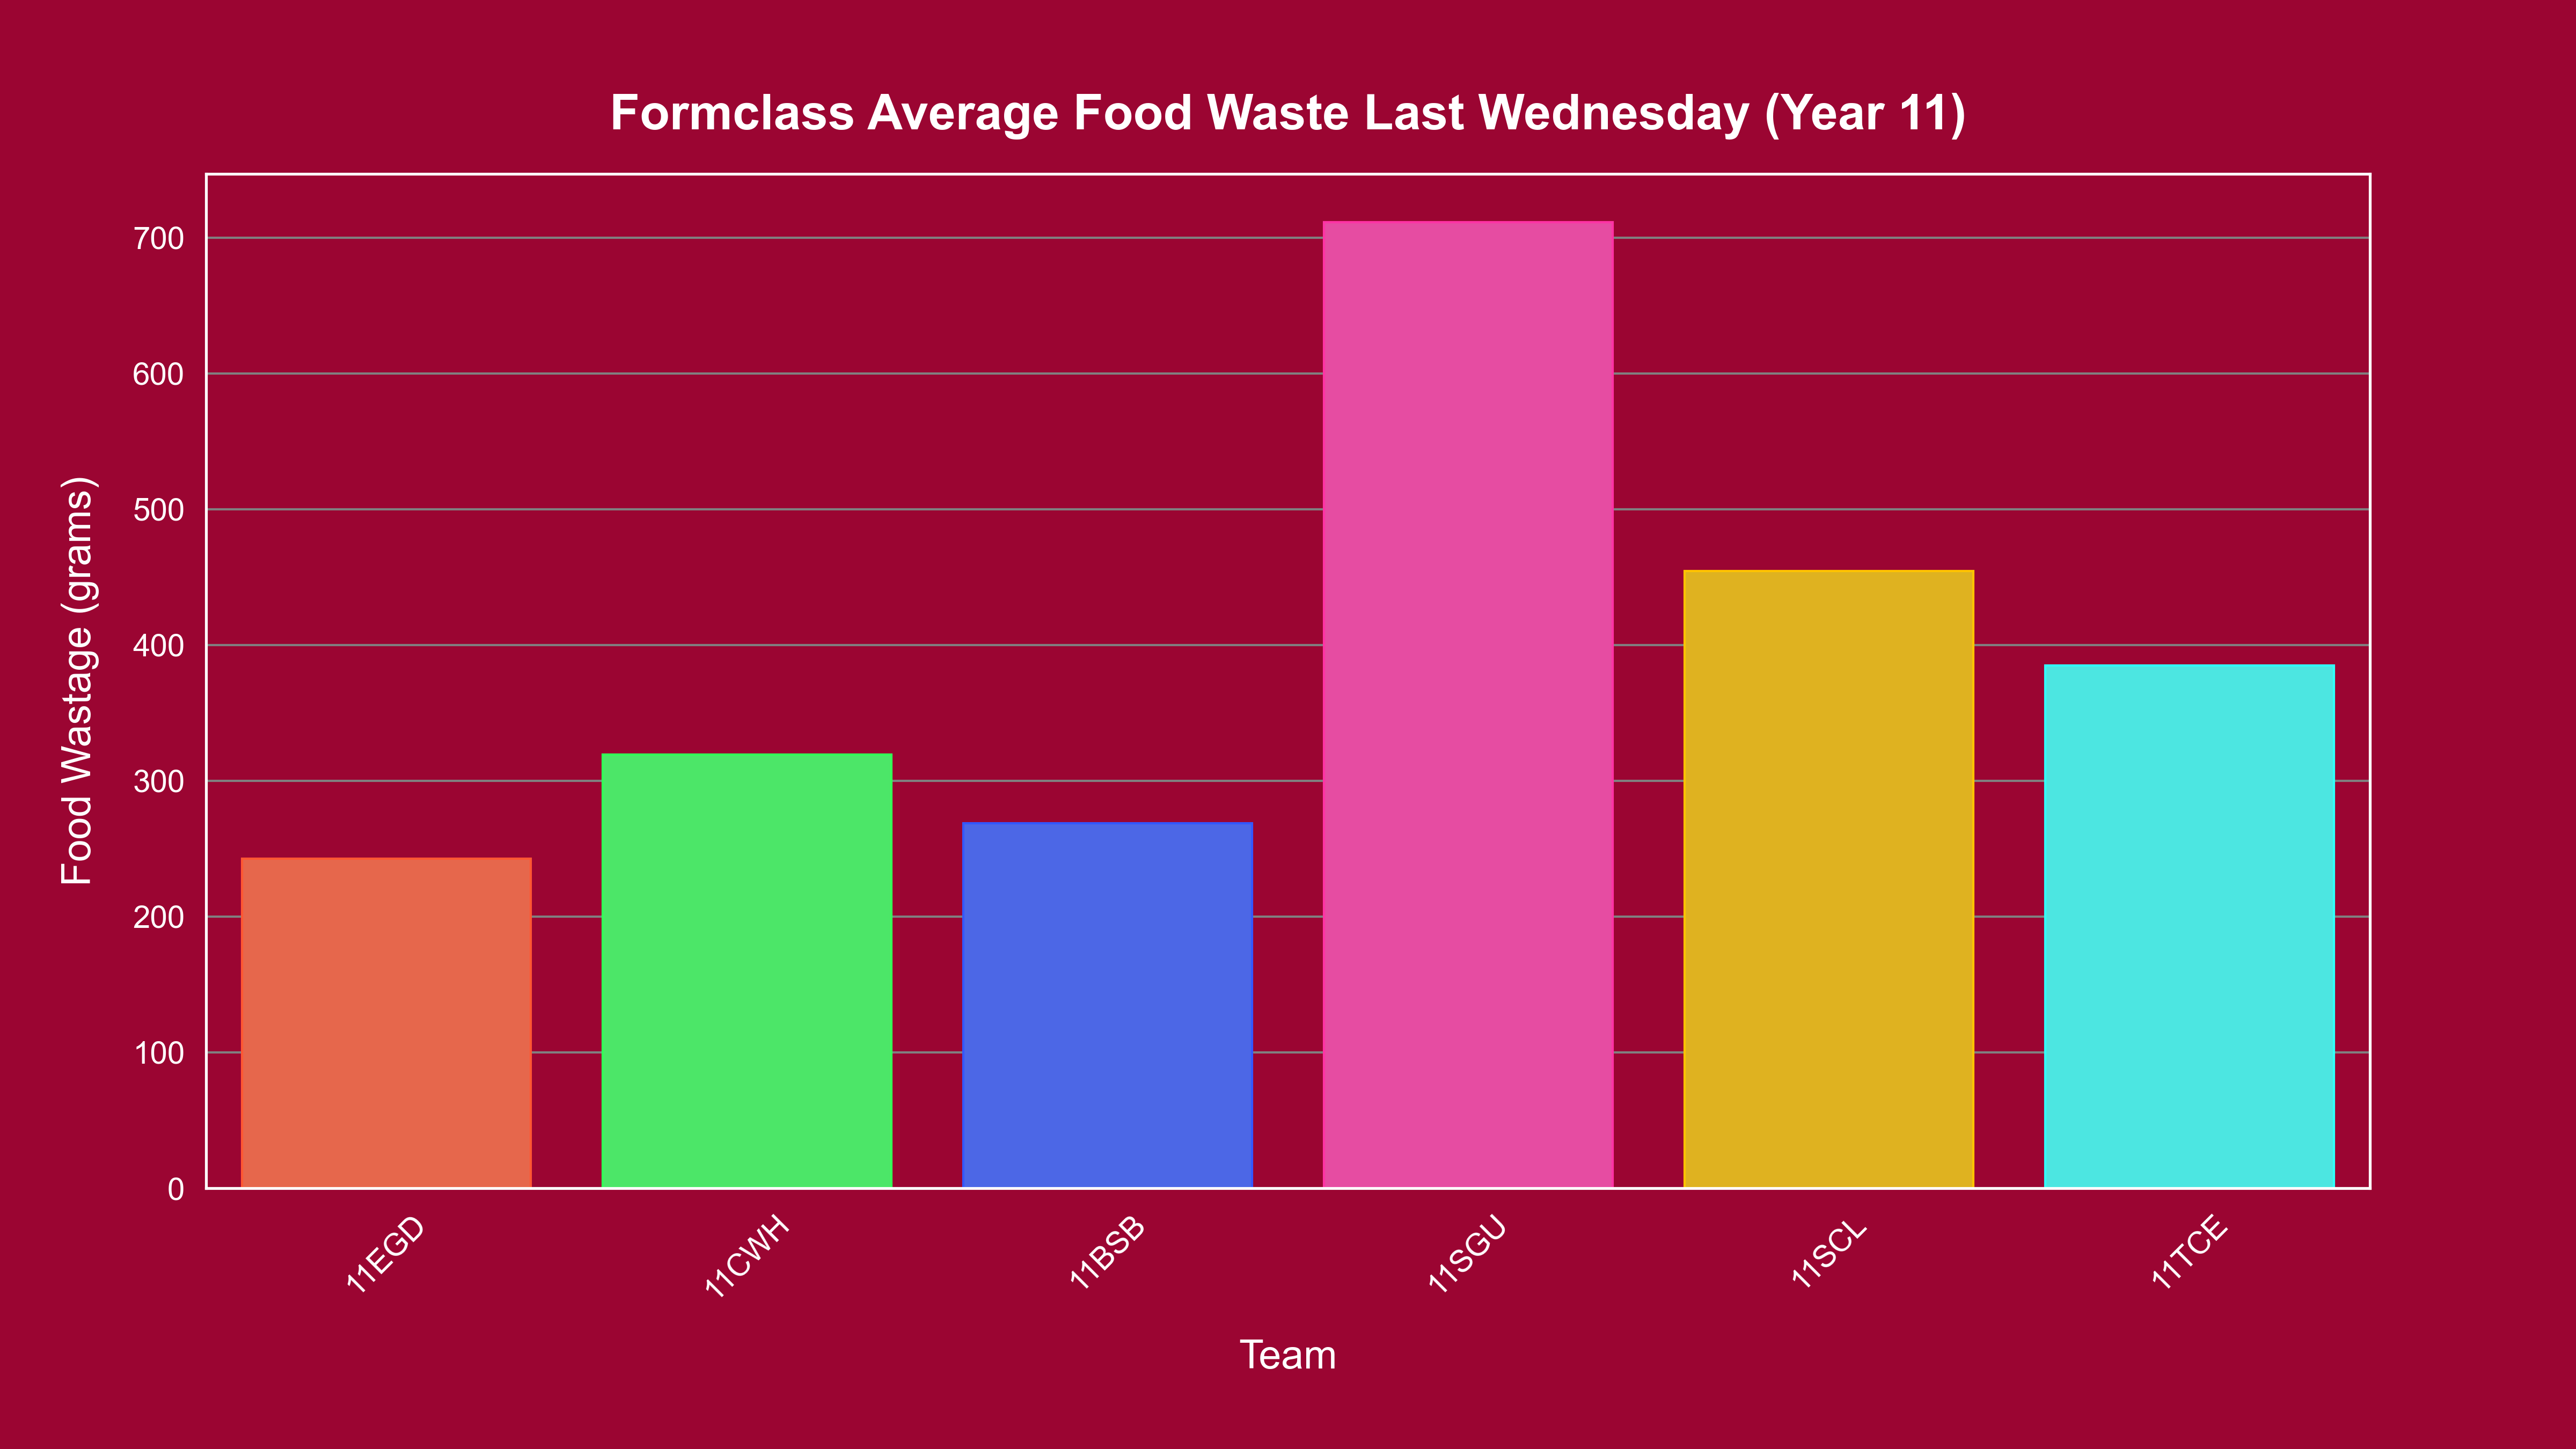 Formclass Average Food Waste Last Wednesday (Year 11)
Food Wastage (grams)
700
600
500
400
300
200
100
0
11EGD
11CWH
11BSB
11SGU
11SCL
11TCE
Team